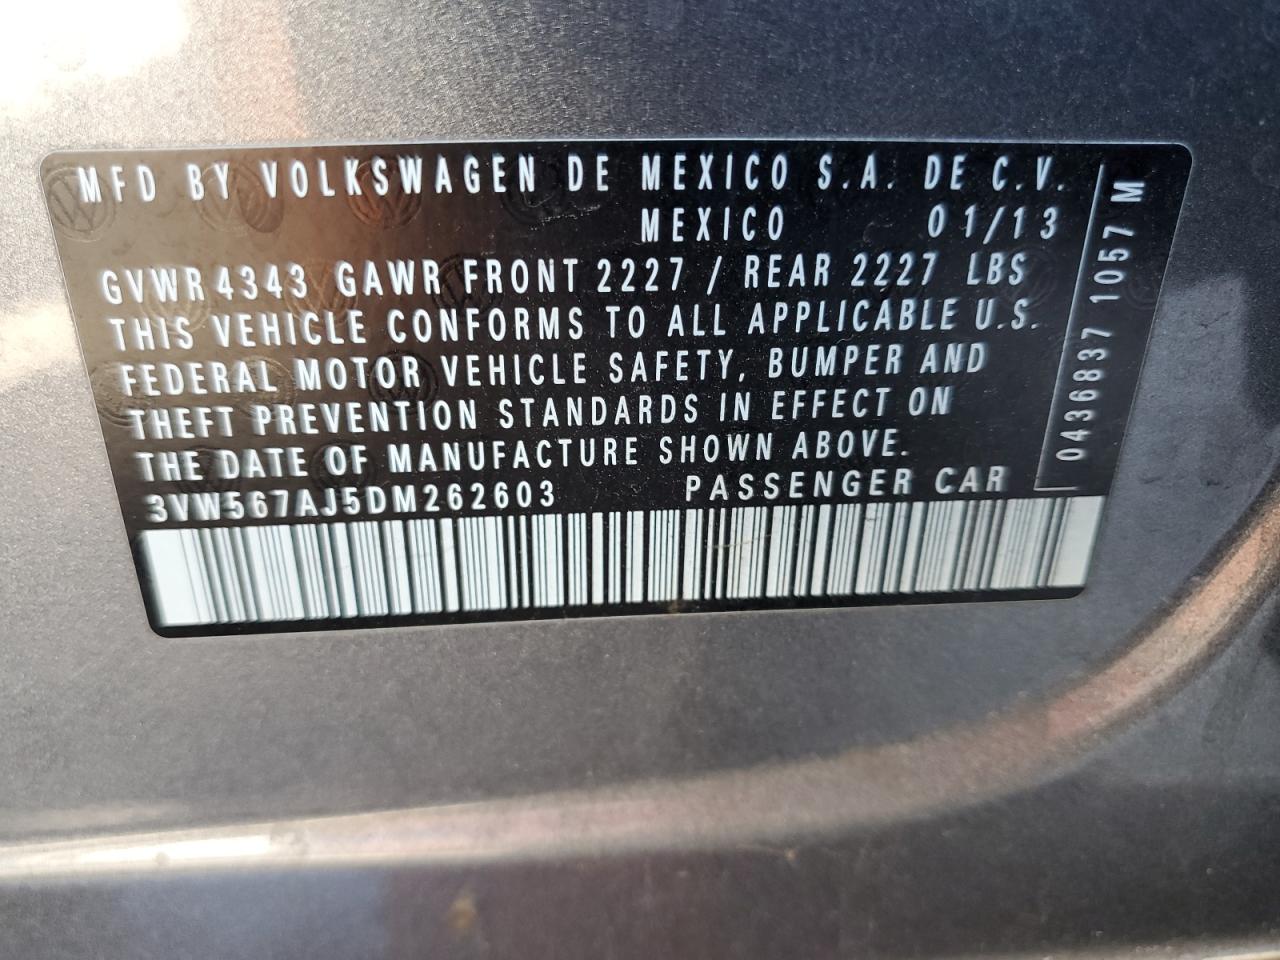 MFD BY VOLKSWAGEN DE MEXICO S.A. DE C.V.
MEXICO 01/13
GVWR 4343 GAWR FRONT 2227 / REAR 2227 LBS
THIS VEHICLE CONFORMS TO ALL APPLICABLE U.S.
FEDERAL MOTOR VEHICLE SAFETY, BUMPER AND
THEFT PREVENTION STANDARDS IN EFFECT ON
THE DATE OF MANUFACTURE SHOWN ABOVE.
3VW567AJ5DM262603 PASSENGER CAR
0436837 1057 M